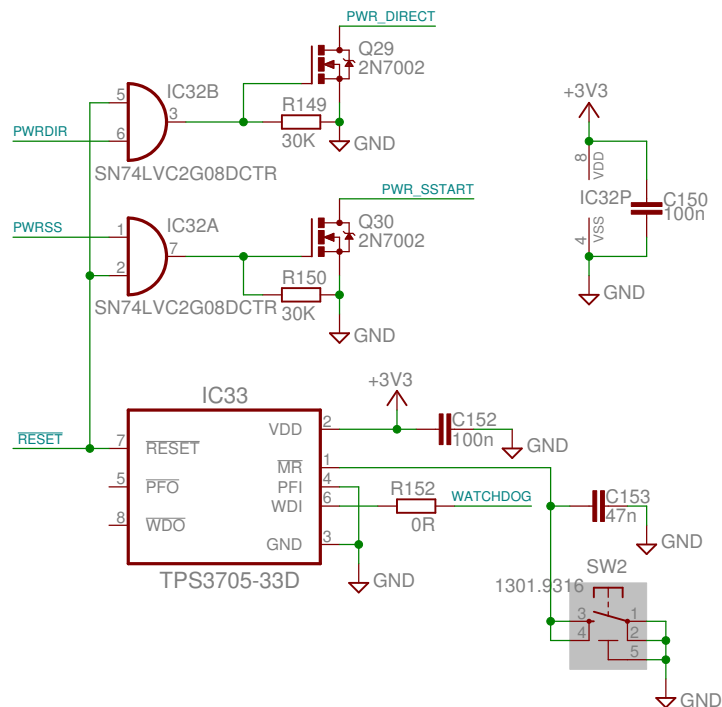 PWR_DIRECT
Q29
2N7002
IC32B
5
3
6
R149
30K
GND
PWRDIR
SN74LVC2G08DCTR
+3V3
8
VDD
IC32P
C150
100n
4
VSS
GND
PWR_SSTART
Q30
2N7002
IC32A
PWRSS
1
7
2
R150
30K
SN74LVC2G08DCTR
GND
IC33
+3V3
RESET
7
RESET
VDD
2
C152
100n
GND
MR
1
5
PFO
PFI
4
WDI
6
R152
0R
WATCHDOG
C153
47n
8
WDO
GND
3
GND
TPS3705-33D
GND
SW2
1301.9316
3
1
4
2
5
GND